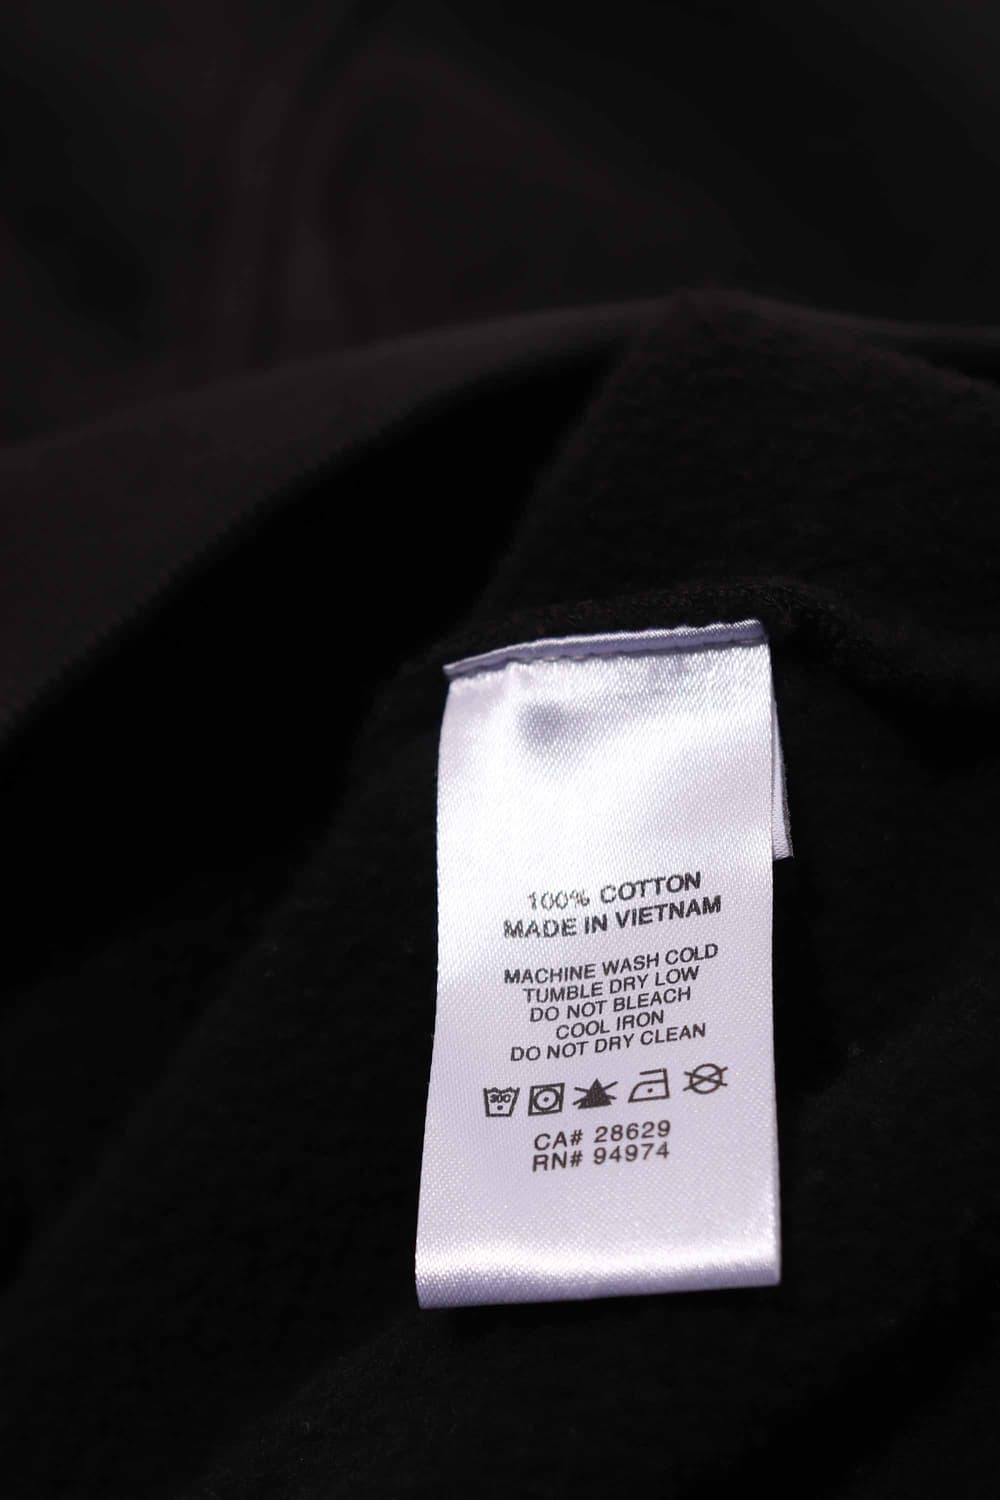 100% COTTON
MADE IN VIETNAM
MACHINE WASH COLD
TUMBLE DRY LOW
DO NOT BLEACH
COOL IRON
DO NOT DRY CLEAN
30C
CA# 28629
RN# 94974